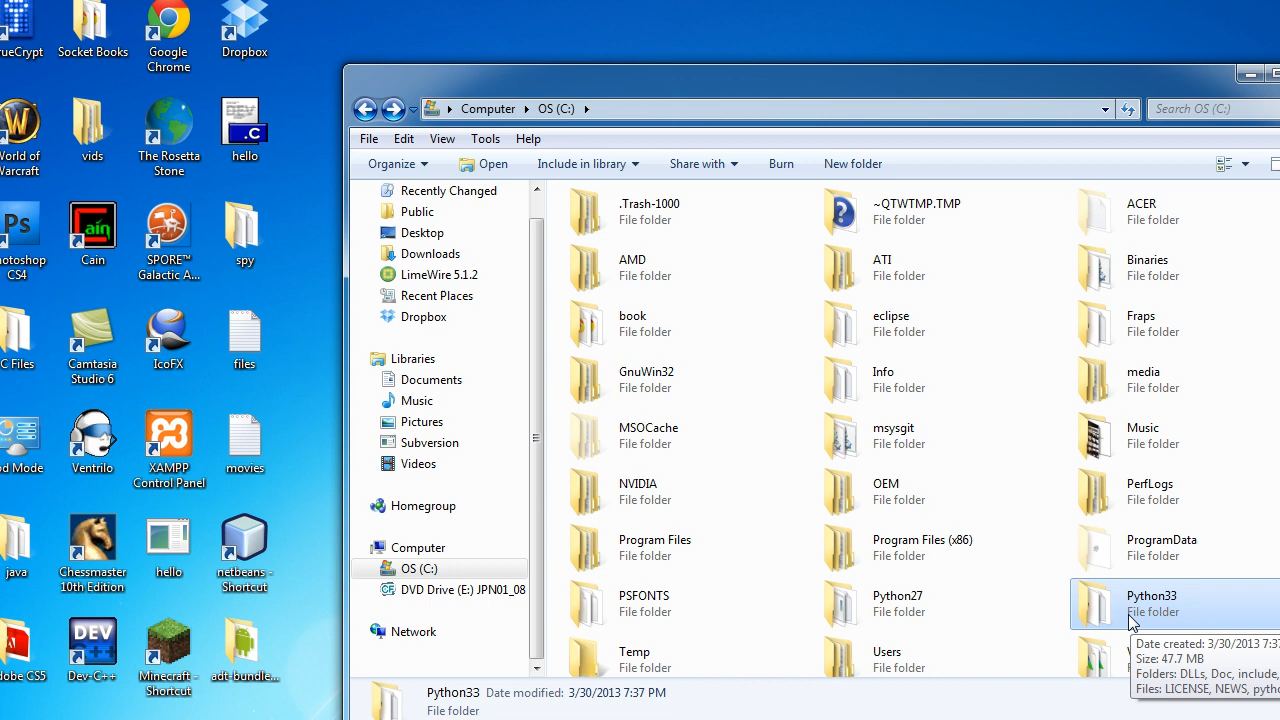 rueCrypt
Socket Books
Google
Chrome
Dropbox
World of
Warcraft
vids
The Rosetta
Stone
.C
hello
Ps
hotoshop
CS4
Cain
SPORE™
Galactic A...
spy
C Files
Camtasia
Studio 6
IcoFX
files
od Mode
Ventrilo
XAMPP
Control Panel
movies
java
Chessmaster
10th Edition
hello
netbeans -
Shortcut
dobe CS5
DEV
Dev-C++
Minecraft -
Shortcut
adt-bundle...
Computer
OS (C:)
Search OS (C:)
File Edit View Tools Help
Organize Open Include in library Share with Burn New folder
Recently Changed
Public
Desktop
Downloads
LimeWire 5.1.2
Recent Places
Dropbox
Libraries
Documents
Music
Pictures
Subversion
Videos
Homegroup
Computer
OS (C:)
DVD Drive (E:) JPN01_08
Network
.Trash-1000
File folder
~QTWTMP.TMP
File folder
ACER
File folder
AMD
File folder
ATI
File folder
Binaries
File folder
book
File folder
eclipse
File folder
Fraps
File folder
GnuWin32
File folder
Info
File folder
media
File folder
MSOCache
File folder
msysgit
File folder
Music
File folder
NVIDIA
File folder
OEM
File folder
PerfLogs
File folder
Program Files
File folder
Program Files (x86)
File folder
ProgramData
File folder
PSFONTS
File folder
Python27
File folder
Python33
File folder
Temp
File folder
Users
File folder
Date created: 3/30/2013 7:37
Size: 47.7 MB
Folders: DLLs, Doc, include,
Files: LICENSE, NEWS, pytho
Python33 Date modified: 3/30/2013 7:37 PM
File folder